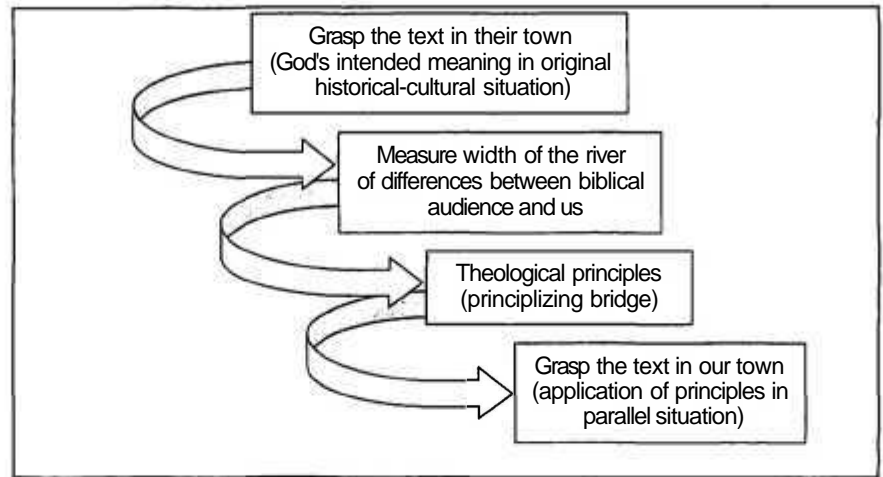 Grasp the text in their town
(God's intended meaning in original
historical-cultural situation)
Measure width of the river
of differences between biblical
audience and us
Theological principles
(principlizing bridge)
Grasp the text in our town
(application of principles in
parallel situation)